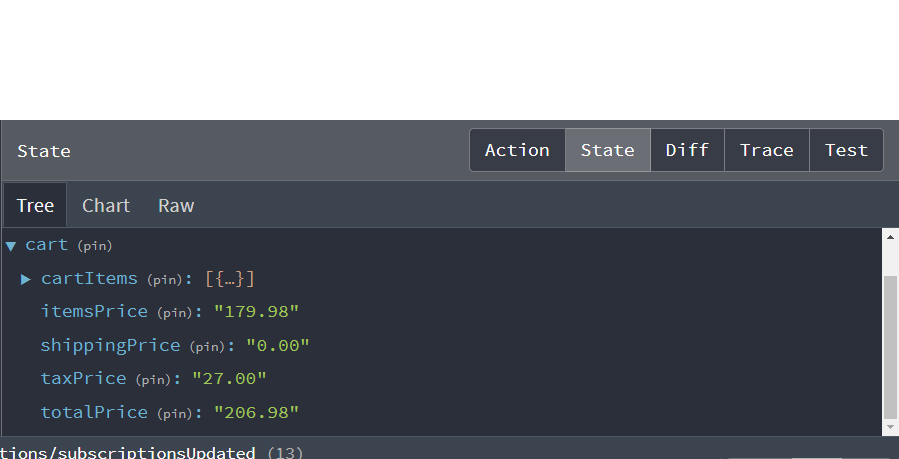 State
Action State Diff Trace Test
Tree Chart Raw
cart (pin)
cartItems (pin): [{…}]
itemsPrice (pin): "179.98"
shippingPrice (pin): "0.00"
taxPrice (pin): "27.00"
totalPrice (pin): "206.98"
tions/subscriptionsUpdated (13)